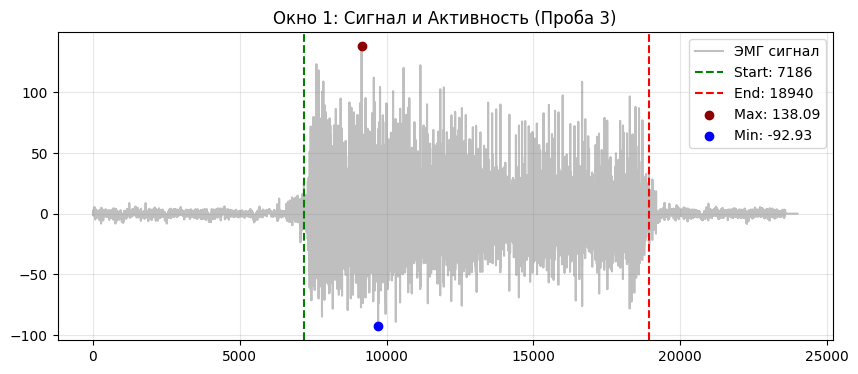 Окно 1: Сигнал и Активность (Проба 3)
ЭМГ сигнал
Start: 7186
End: 18940
Max: 138.09
Min: -92.93
100
50
0
−50
−100
0 5000 10000 15000 20000 25000